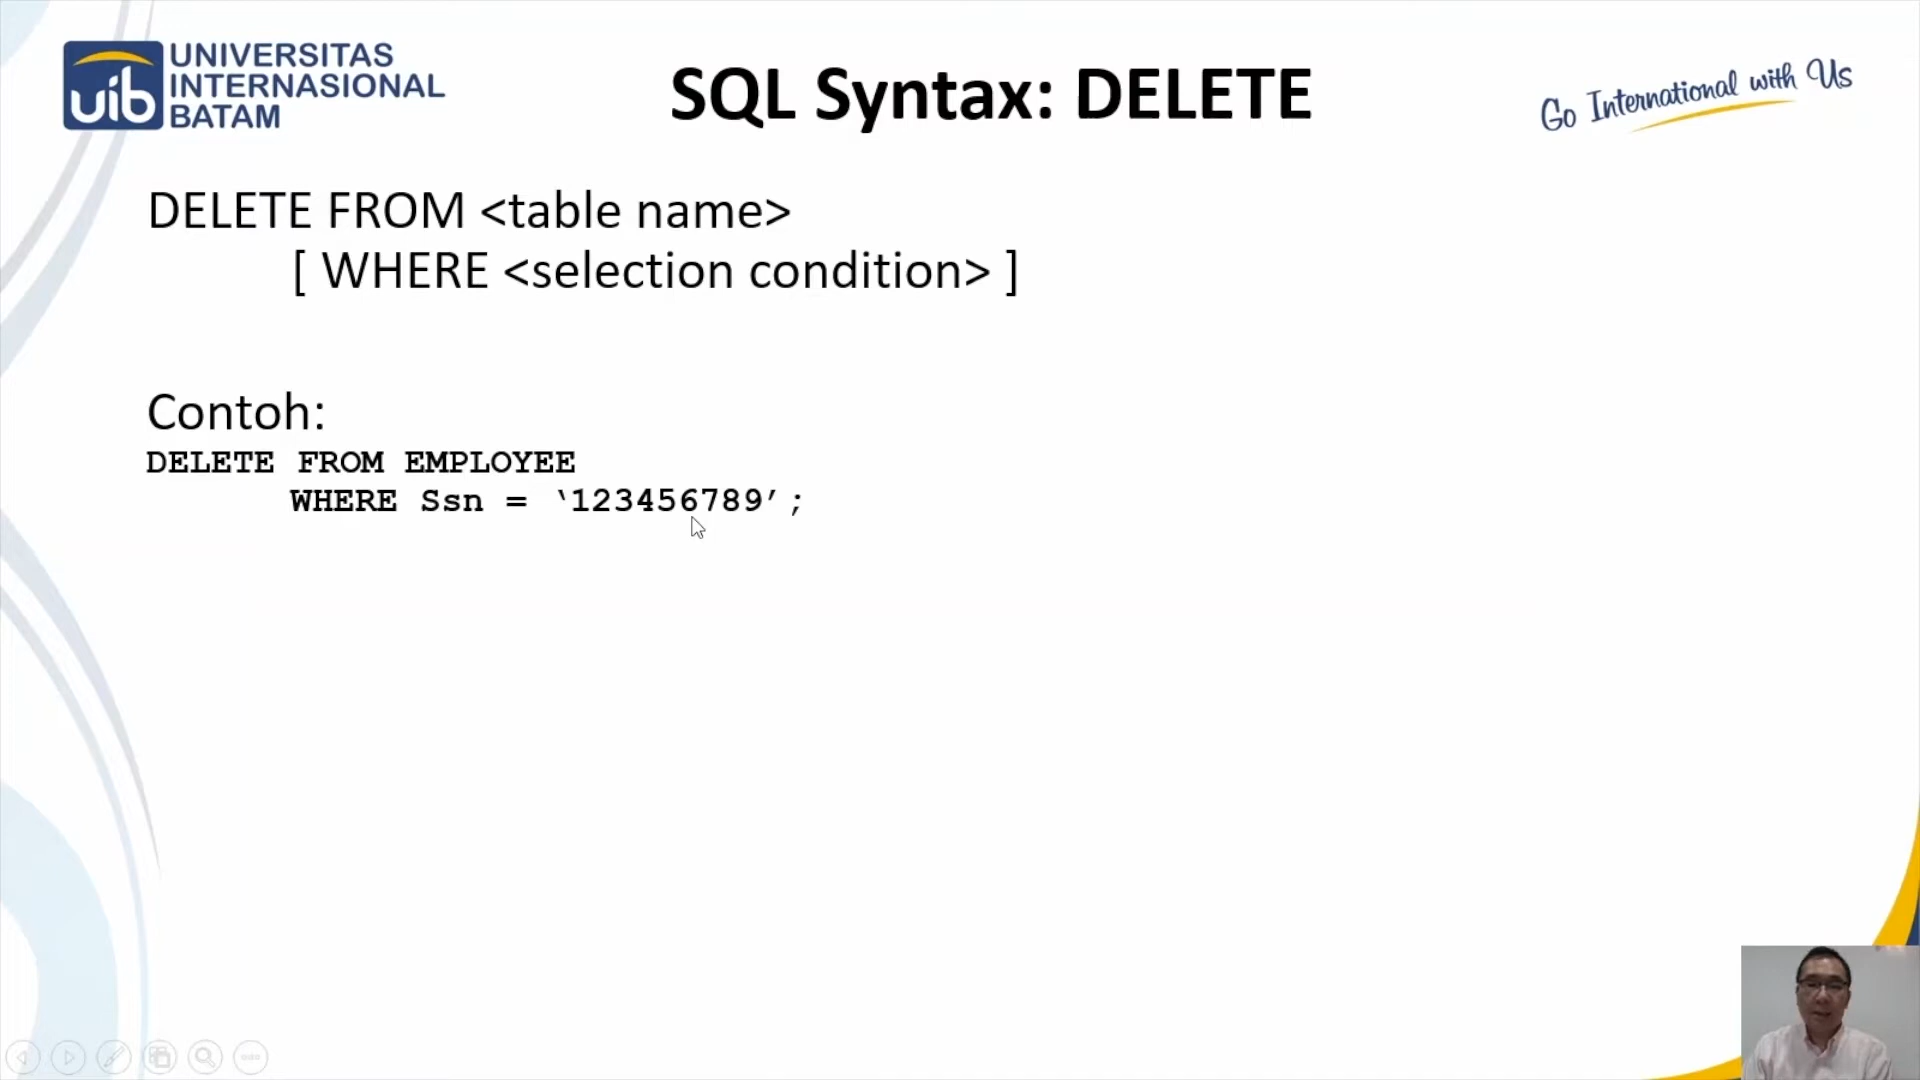 uib
UNIVERSITAS
INTERNASIONAL
BATAM
SQL Syntax: DELETE
Go International with Us
DELETE FROM <table name>
[ WHERE <selection condition> ]
Contoh:
DELETE FROM EMPLOYEE
WHERE Ssn = ‘123456789’;